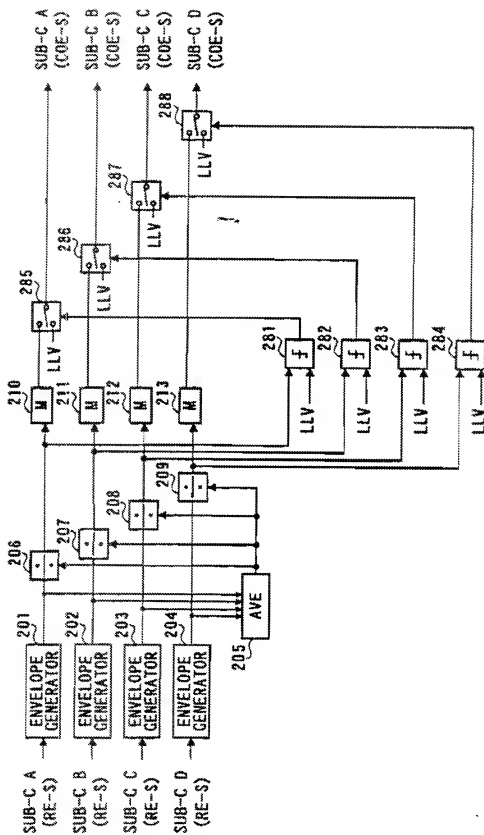 SUB-C A
(RE-S)
201
ENVELOPE
GENERATOR
206
÷
210
M
285
LLV
SUB-C A
(COE-S)
SUB-C B
(RE-S)
202
ENVELOPE
GENERATOR
207
÷
211
M
286
LLV
SUB-C B
(COE-S)
SUB-C C
(RE-S)
203
ENVELOPE
GENERATOR
208
÷
212
M
287
LLV
SUB-C C
(COE-S)
SUB-C D
(RE-S)
204
ENVELOPE
GENERATOR
209
÷
213
M
288
LLV
SUB-C D
(COE-S)
AVE
205
281
LLV
282
LLV
283
LLV
284
LLV